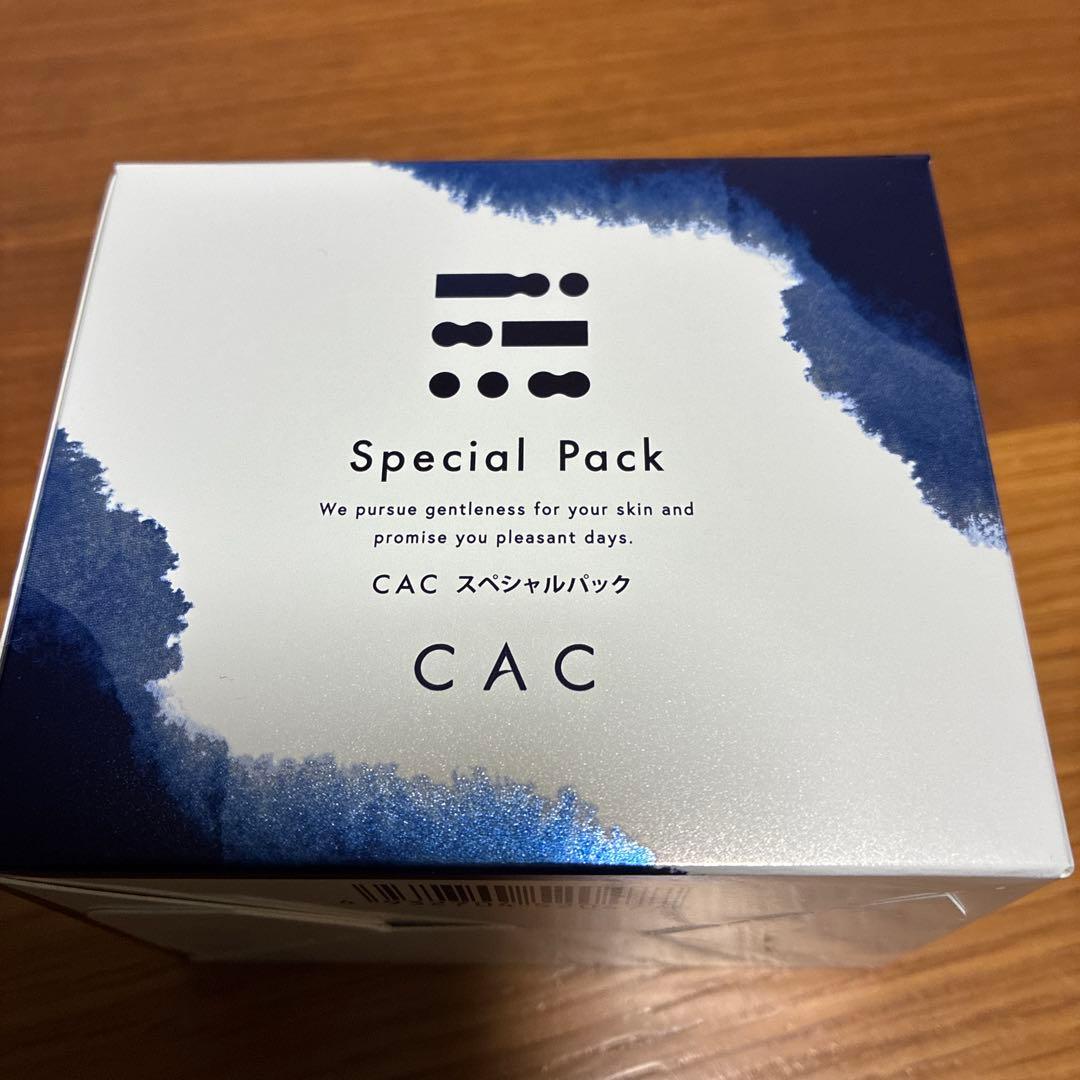 Special Pack
We pursue gentleness for your skin and
promise you pleasant days.
CAC スペシャルパック
CAC